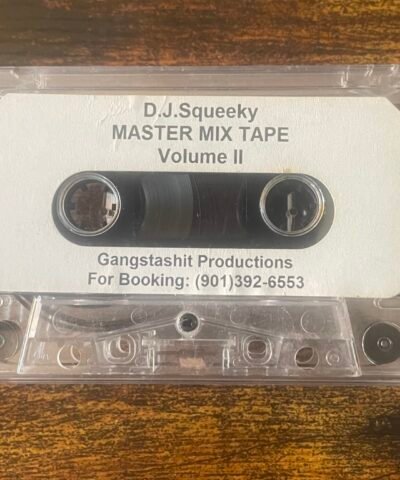 D.J.Squeeky
MASTER MIX TAPE
Volume II
Gangstashit Productions
For Booking: (901)392-6553